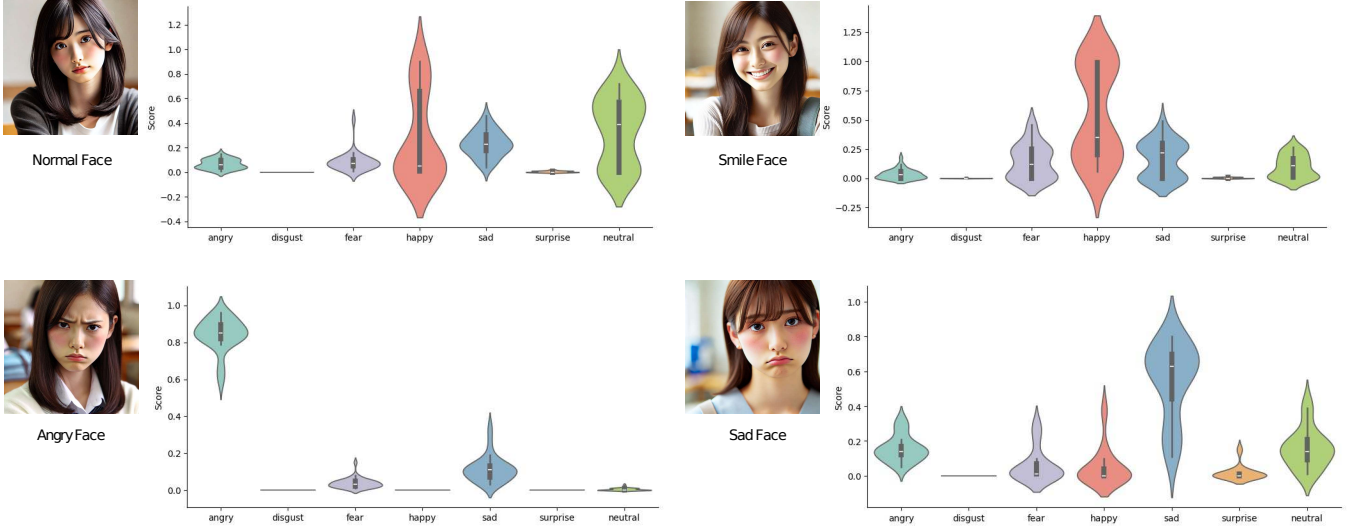 1.2
1.0
0.8
0.6
0.4
0.2
0.0
−0.2
−0.4
Score
angry disgust fear happy sad surprise neutral
Normal Face
1.25
1.00
0.75
0.50
0.25
0.00
−0.25
Score
angry disgust fear happy sad surprise neutral
Smile Face
1.0
0.8
0.6
0.4
0.2
0.0
Score
angry disgust fear happy sad surprise neutral
Angry Face
1.0
0.8
0.6
0.4
0.2
0.0
Score
angry disgust fear happy sad surprise neutral
Sad Face